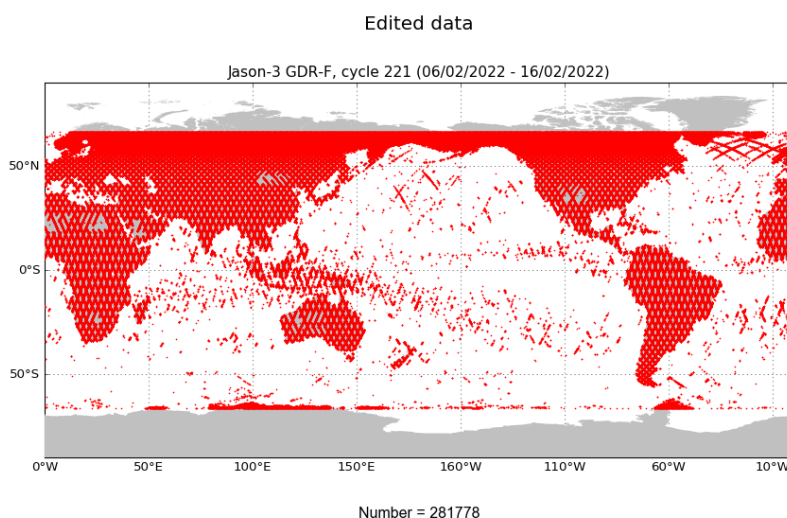 Edited data
Jason-3 GDR-F, cycle 221 (06/02/2022 - 16/02/2022)
50°N
0°S
50°S
0°W 50°E 100°E 150°E 160°W 110°W 60°W 10°W
Number = 281778